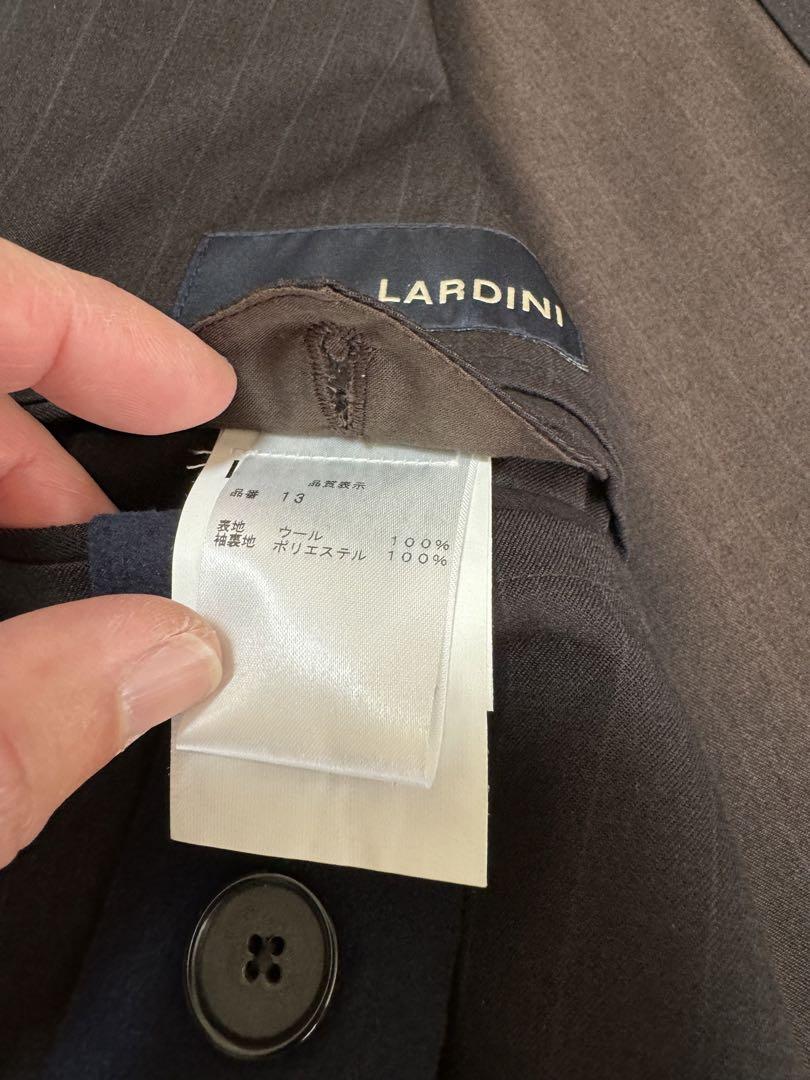 LARDINI
品質表示
品番 13
表地 ウール 100%
袖裏地 ポリエステル 100%